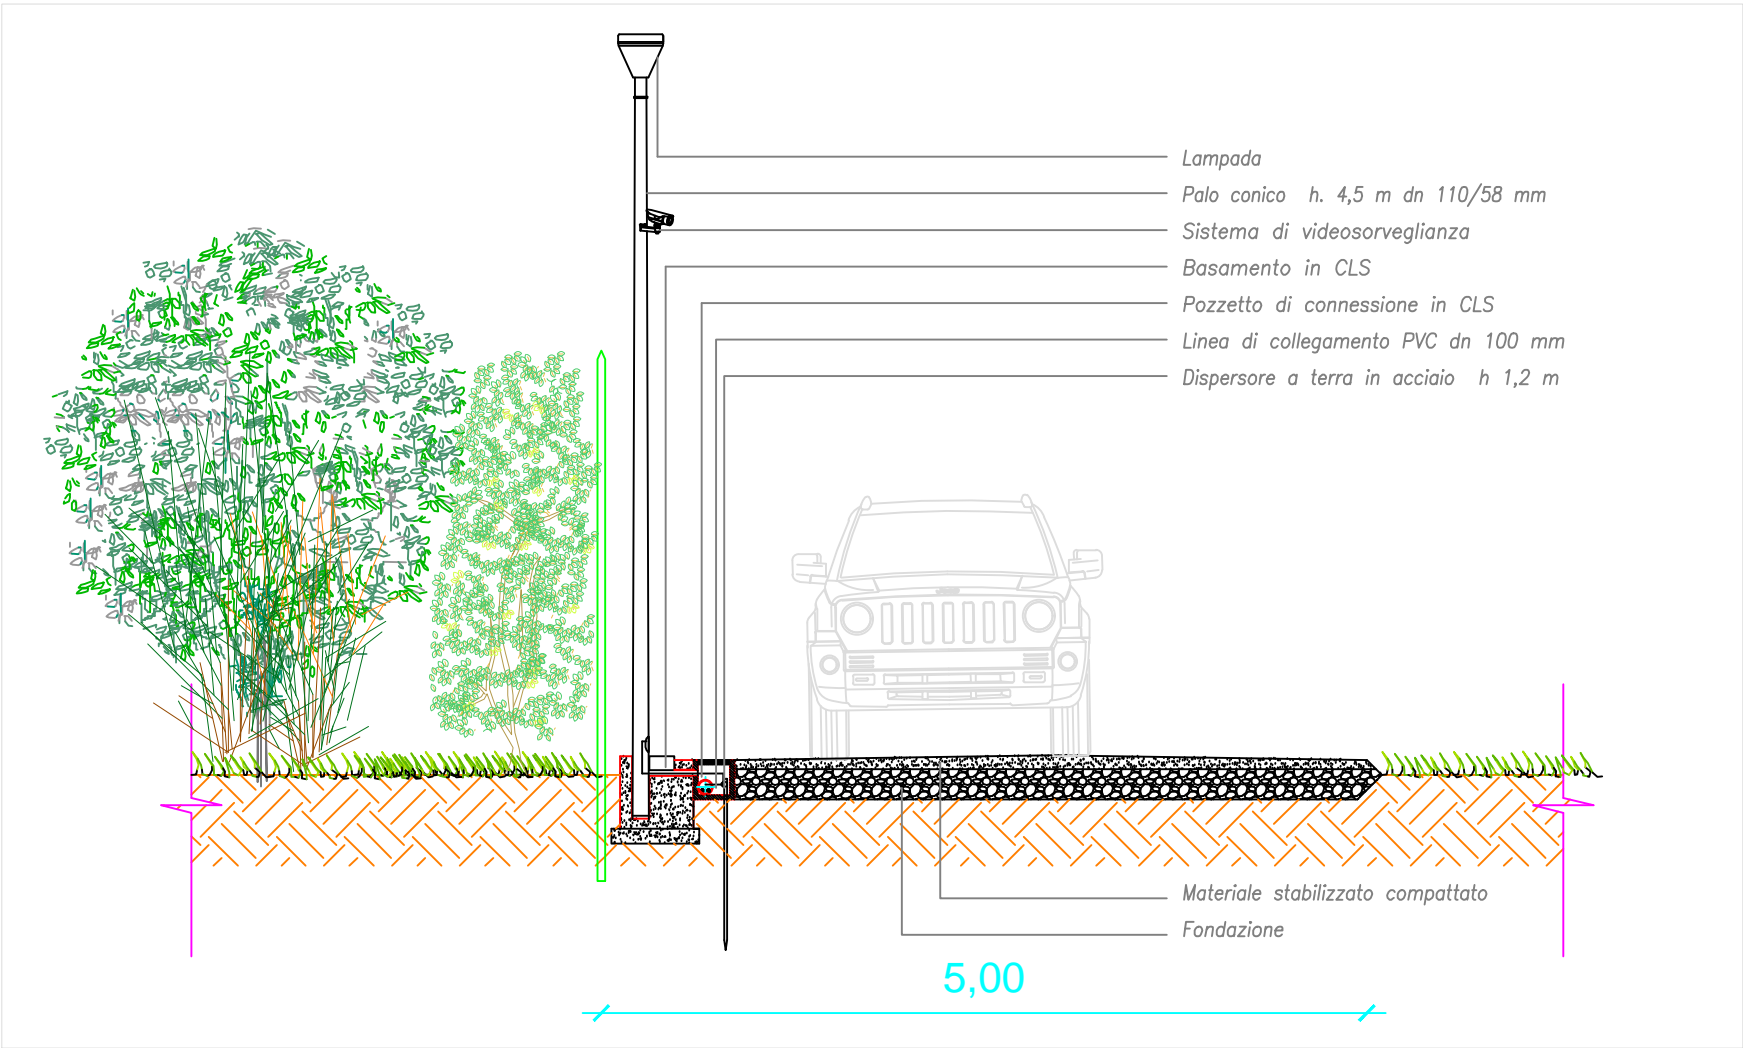 Lampada
Palo conico h. 4,5 m dn 110/58 mm
Sistema di videosorveglianza
Basamento in CLS
Pozzetto di connessione in CLS
Linea di collegamento PVC dn 100 mm
Dispersore a terra in acciaio h 1,2 m
Materiale stabilizzato compattato
Fondazione
5,00